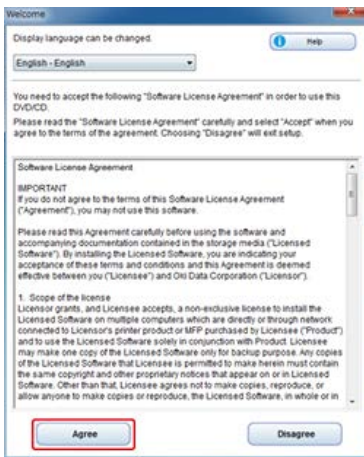 Welcome
Display language can be changed.
Help
English - English
You need to accept the following "Software License Agreement" in order to use this
DVD/CD.
Please read the "Software License Agreement" carefully and select "Accept" when you
agree to the terms of the agreement. Choosing "Disagree" will exit setup.
Software License Agreement
IMPORTANT
If you do not agree to the terms of this Software License Agreement
("Agreement"), you may not use this software.
Please read this Agreement carefully before using the software and
accompanying documentation contained in the storage media ("Licensed
Software"). By installing the Licensed Software, you are indicating your
acceptance of these terms and conditions and this Agreement is deemed
effective between you ("Licensee") and Oki Data Corporation ("Licensor").
1. Scope of the license
Licensor grants, and Licensee accepts, a non-exclusive license to install the
Licensed Software on multiple computers which are directly or through network
connected to Licensor's printer product or MFP purchased by Licensee ("Product")
and to use the Licensed Software solely in conjunction with Product. Licensee
may make one copy of the Licensed Software only for backup purpose. Any copies
of the Licensed Software that Licensee is permitted to make herein must contain
the same copyright and other proprietary notices that appear on or in Licensed
Software. Other than that, Licensee agrees not to make copies, reproduce, or
allow anyone to make copies or reproduce, the Licensed Software, in whole or in
Agree
Disagree